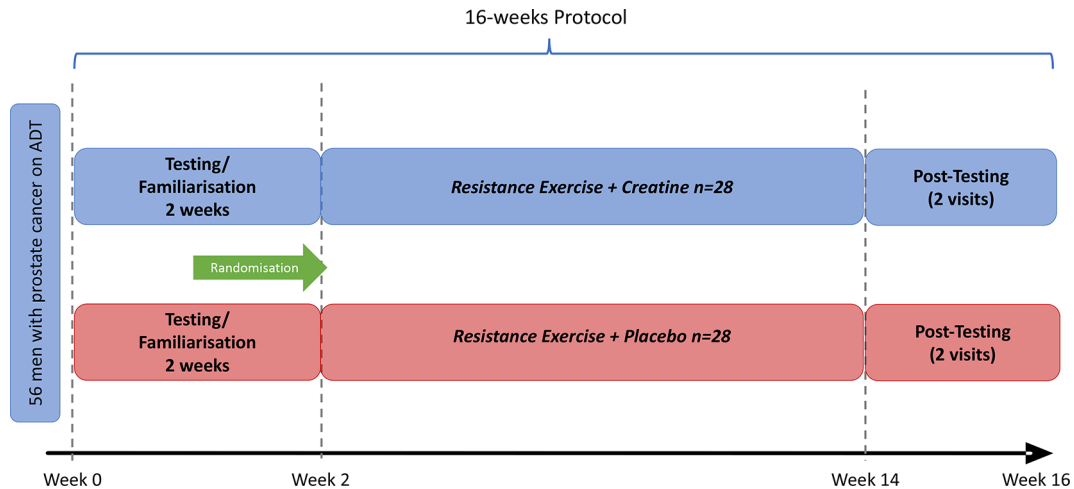 16-weeks Protocol
56 men with prostate cancer on ADT
Testing/
Familiarisation
2 weeks
Resistance Exercise + Creatine n=28
Post-Testing
(2 visits)
Randomisation
Testing/
Familiarisation
2 weeks
Resistance Exercise + Placebo n=28
Post-Testing
(2 visits)
Week 0
Week 2
Week 14
Week 16